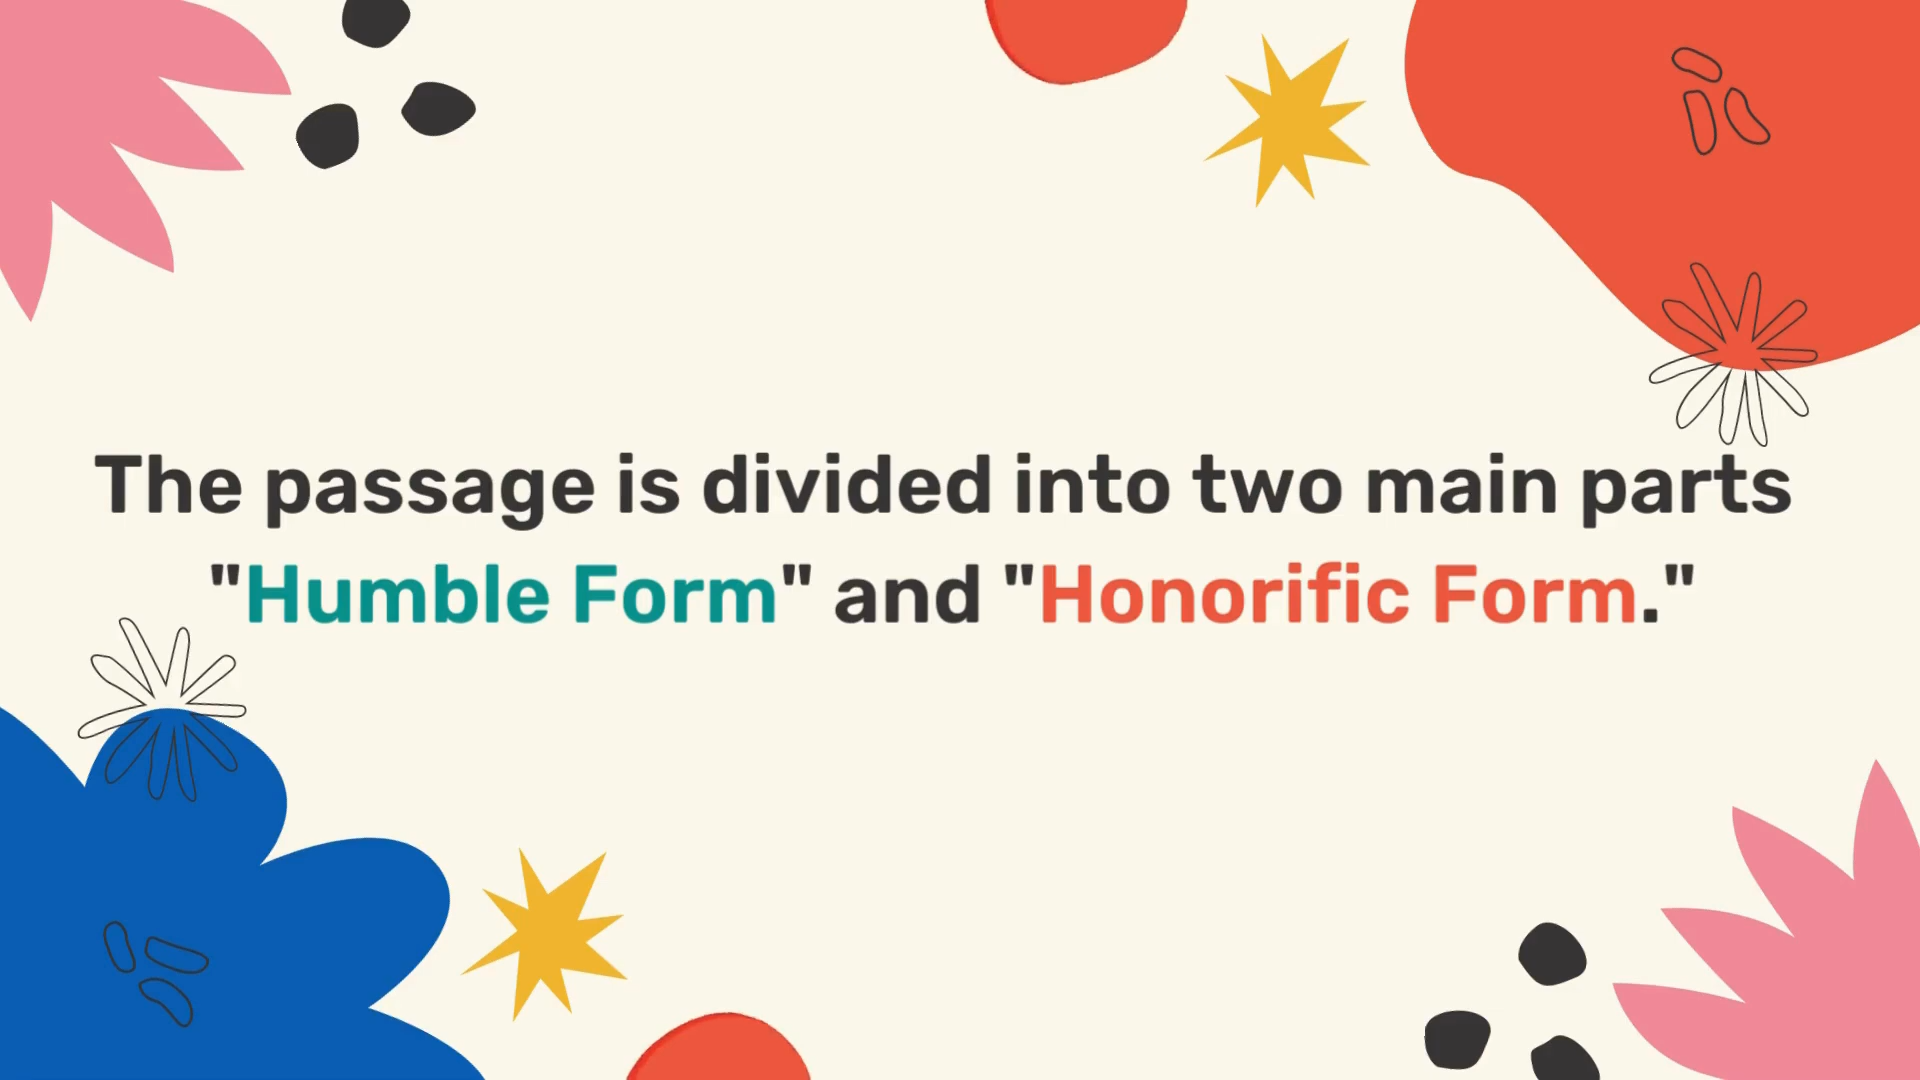 The passage is divided into two main parts
"Humble Form" and "Honorific Form."